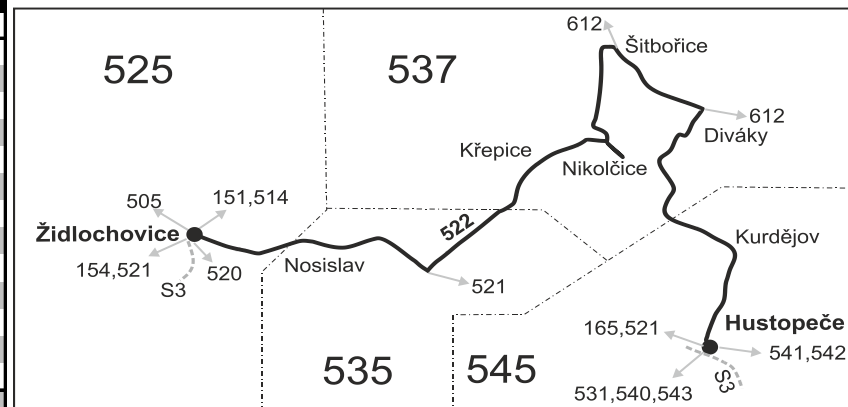 612
Šitbořice
525
537
612
Diváky
Křepice
Nikolčice
505
151,514
522
Židlochovice
Kurdějov
154,521
520
Nosislav
S3
521
Hustopeče
165,521
541,542
535
545
S3
531,540,543